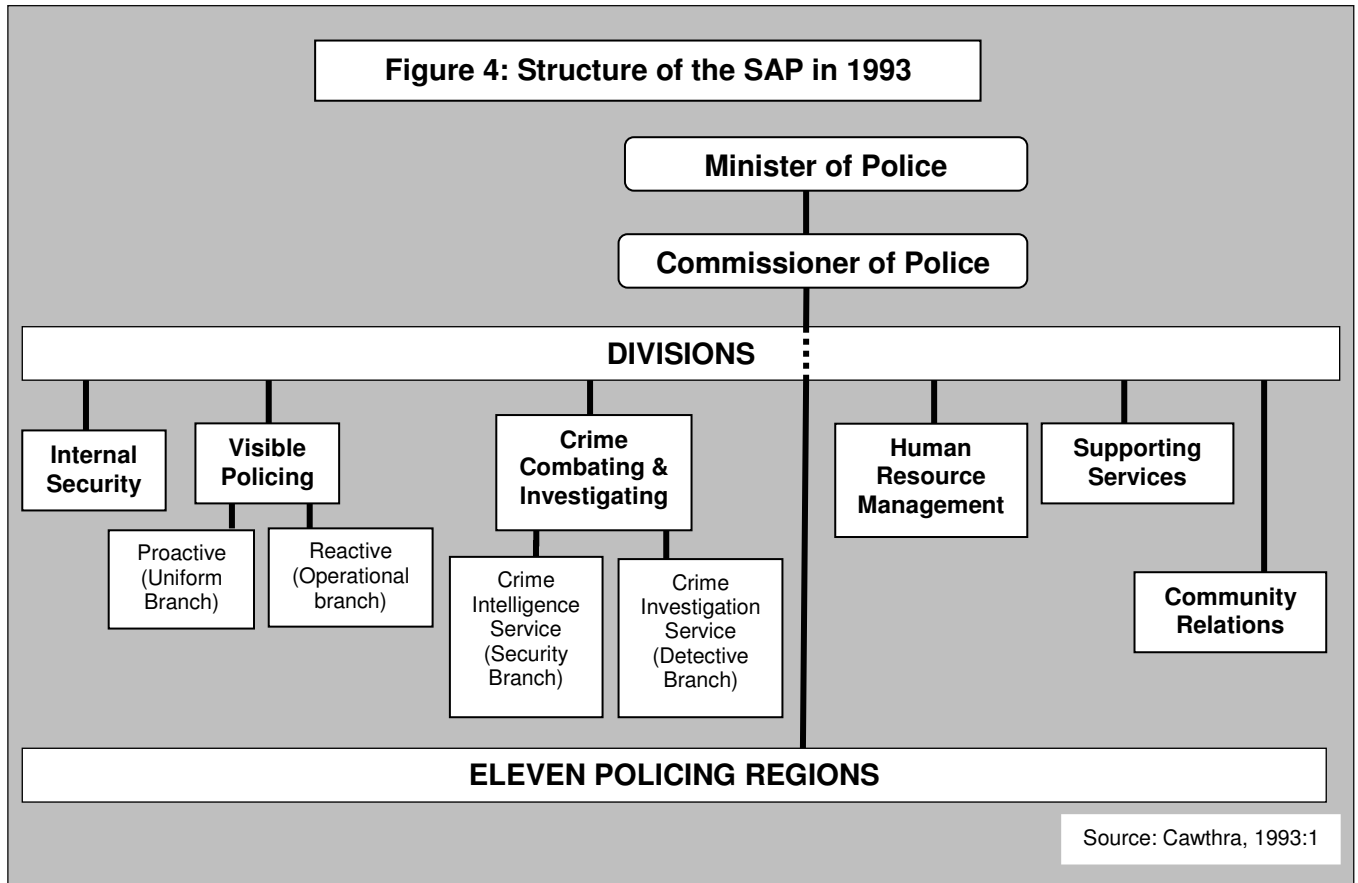 Figure 4: Structure of the SAP in 1993
Minister of Police
Commissioner of Police
DIVISIONS
Internal
Security
Visible
Policing
Crime
Combating &
Investigating
Human
Resource
Management
Supporting
Services
Proactive
(Uniform
Branch)
Reactive
(Operational
branch)
Crime
Intelligence
Service
(Security
Branch)
Crime
Investigation
Service
(Detective
Branch)
Community
Relations
ELEVEN POLICING REGIONS
Source: Cawthra, 1993:1